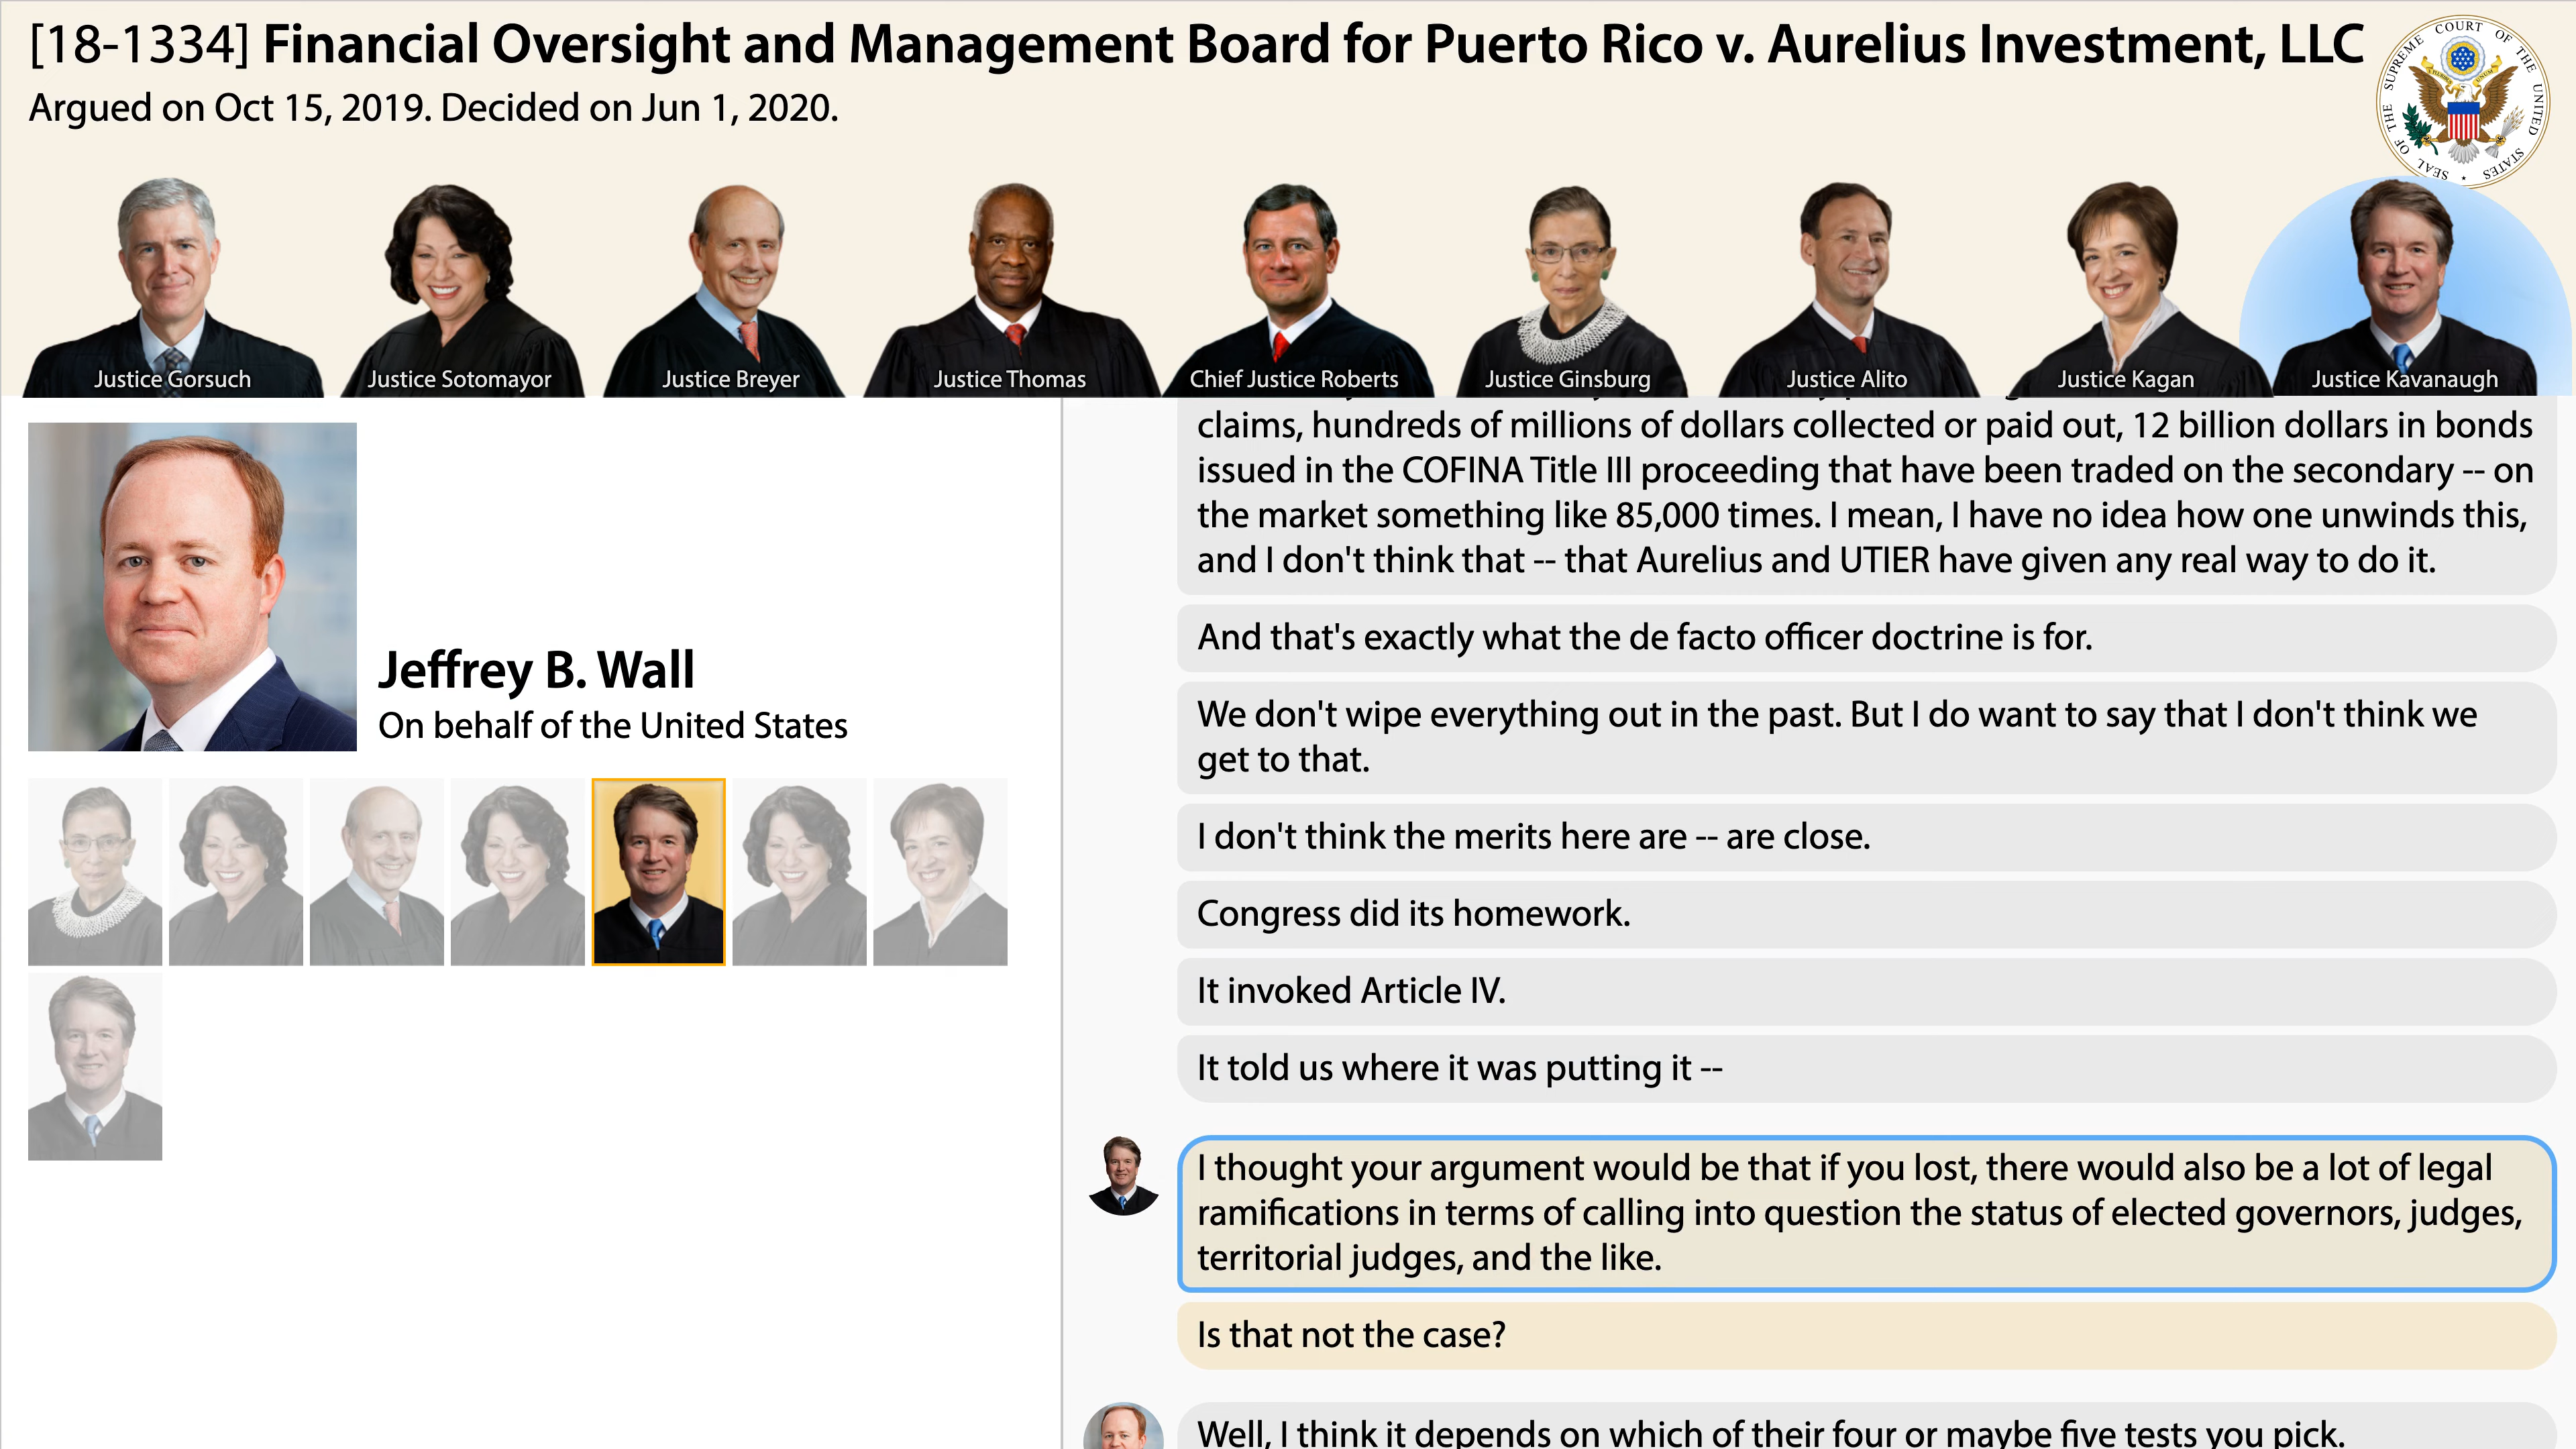 [18-1334] Financial Oversight and Management Board for Puerto Rico v. Aurelius Investment, LLC
Argued on Oct 15, 2019. Decided on Jun 1, 2020.
SEAL OF THE SUPREME COURT OF THE UNITED STATES
Justice Gorsuch
Justice Sotomayor
Justice Breyer
Justice Thomas
Chief Justice Roberts
Justice Ginsburg
Justice Alito
Justice Kagan
Justice Kavanaugh
Jeffrey B. Wall
On behalf of the United States
claims, hundreds of millions of dollars collected or paid out, 12 billion dollars in bonds
issued in the COFINA Title III proceeding that have been traded on the secondary -- on
the market something like 85,000 times. I mean, I have no idea how one unwinds this,
and I don't think that -- that Aurelius and UTIER have given any real way to do it.
And that's exactly what the de facto officer doctrine is for.
We don't wipe everything out in the past. But I do want to say that I don't think we
get to that.
I don't think the merits here are -- are close.
Congress did its homework.
It invoked Article IV.
It told us where it was putting it --
I thought your argument would be that if you lost, there would also be a lot of legal
ramifications in terms of calling into question the status of elected governors, judges,
territorial judges, and the like.
Is that not the case?
Well, I think it depends on which of their four or maybe five tests you pick.